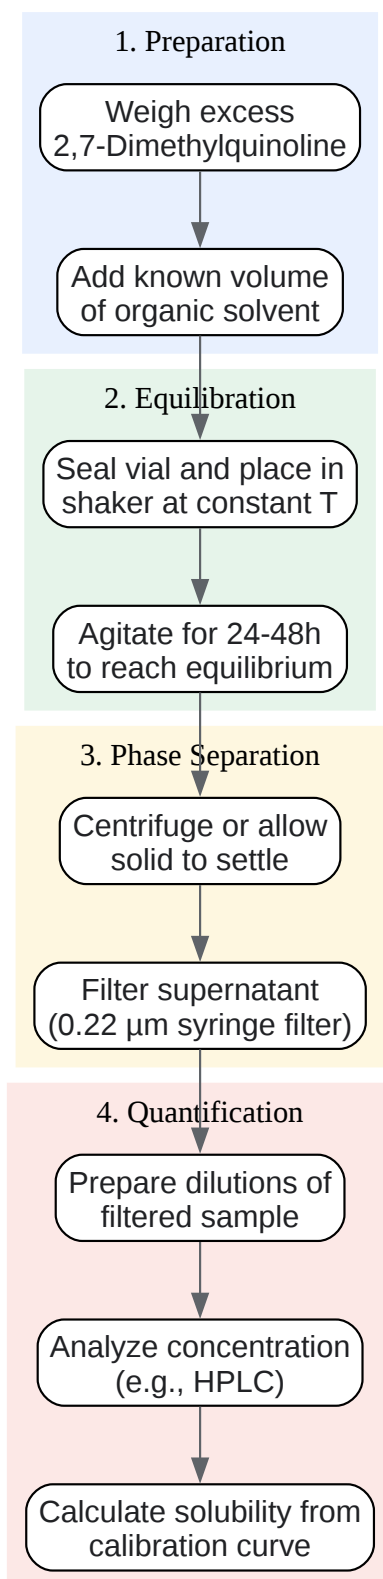 1. Preparation
Weigh excess
2,7-Dimethylquinoline
Add known volume
of organic solvent
2. Equilibration
Seal vial and place in
shaker at constant T
Agitate for 24-48h
to reach equilibrium
3. Phase Separation
Centrifuge or allow
solid to settle
Filter supernatant
(0.22 µm syringe filter)
4. Quantification
Prepare dilutions of
filtered sample
Analyze concentration
(e.g., HPLC)
Calculate solubility from
calibration curve